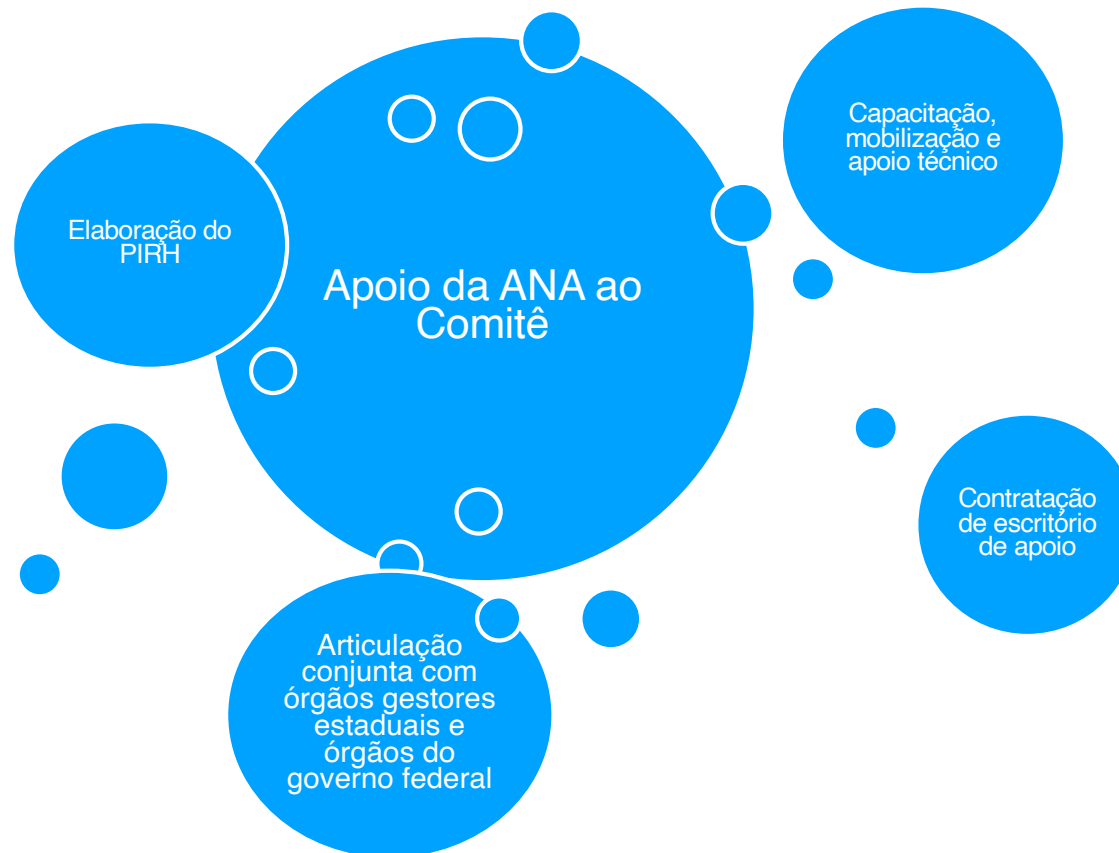 Capacitação,
mobilização e
apoio técnico
Elaboração do
PIRH
Apoio da ANA ao
Comitê
Contratação
de escritório
de apoio
Articulação
conjunta com
órgãos gestores
estaduais e
órgãos do
governo federal